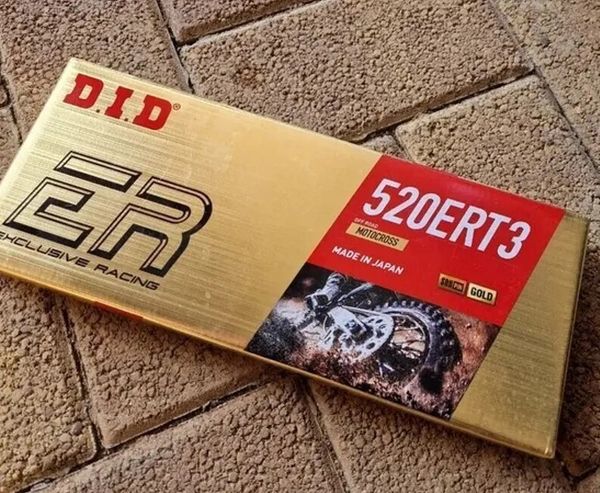 D.I.D®
ER
EXCLUSIVE RACING
520ERT3
OFF ROAD
MOTOCROSS
MADE IN JAPAN
GOLD